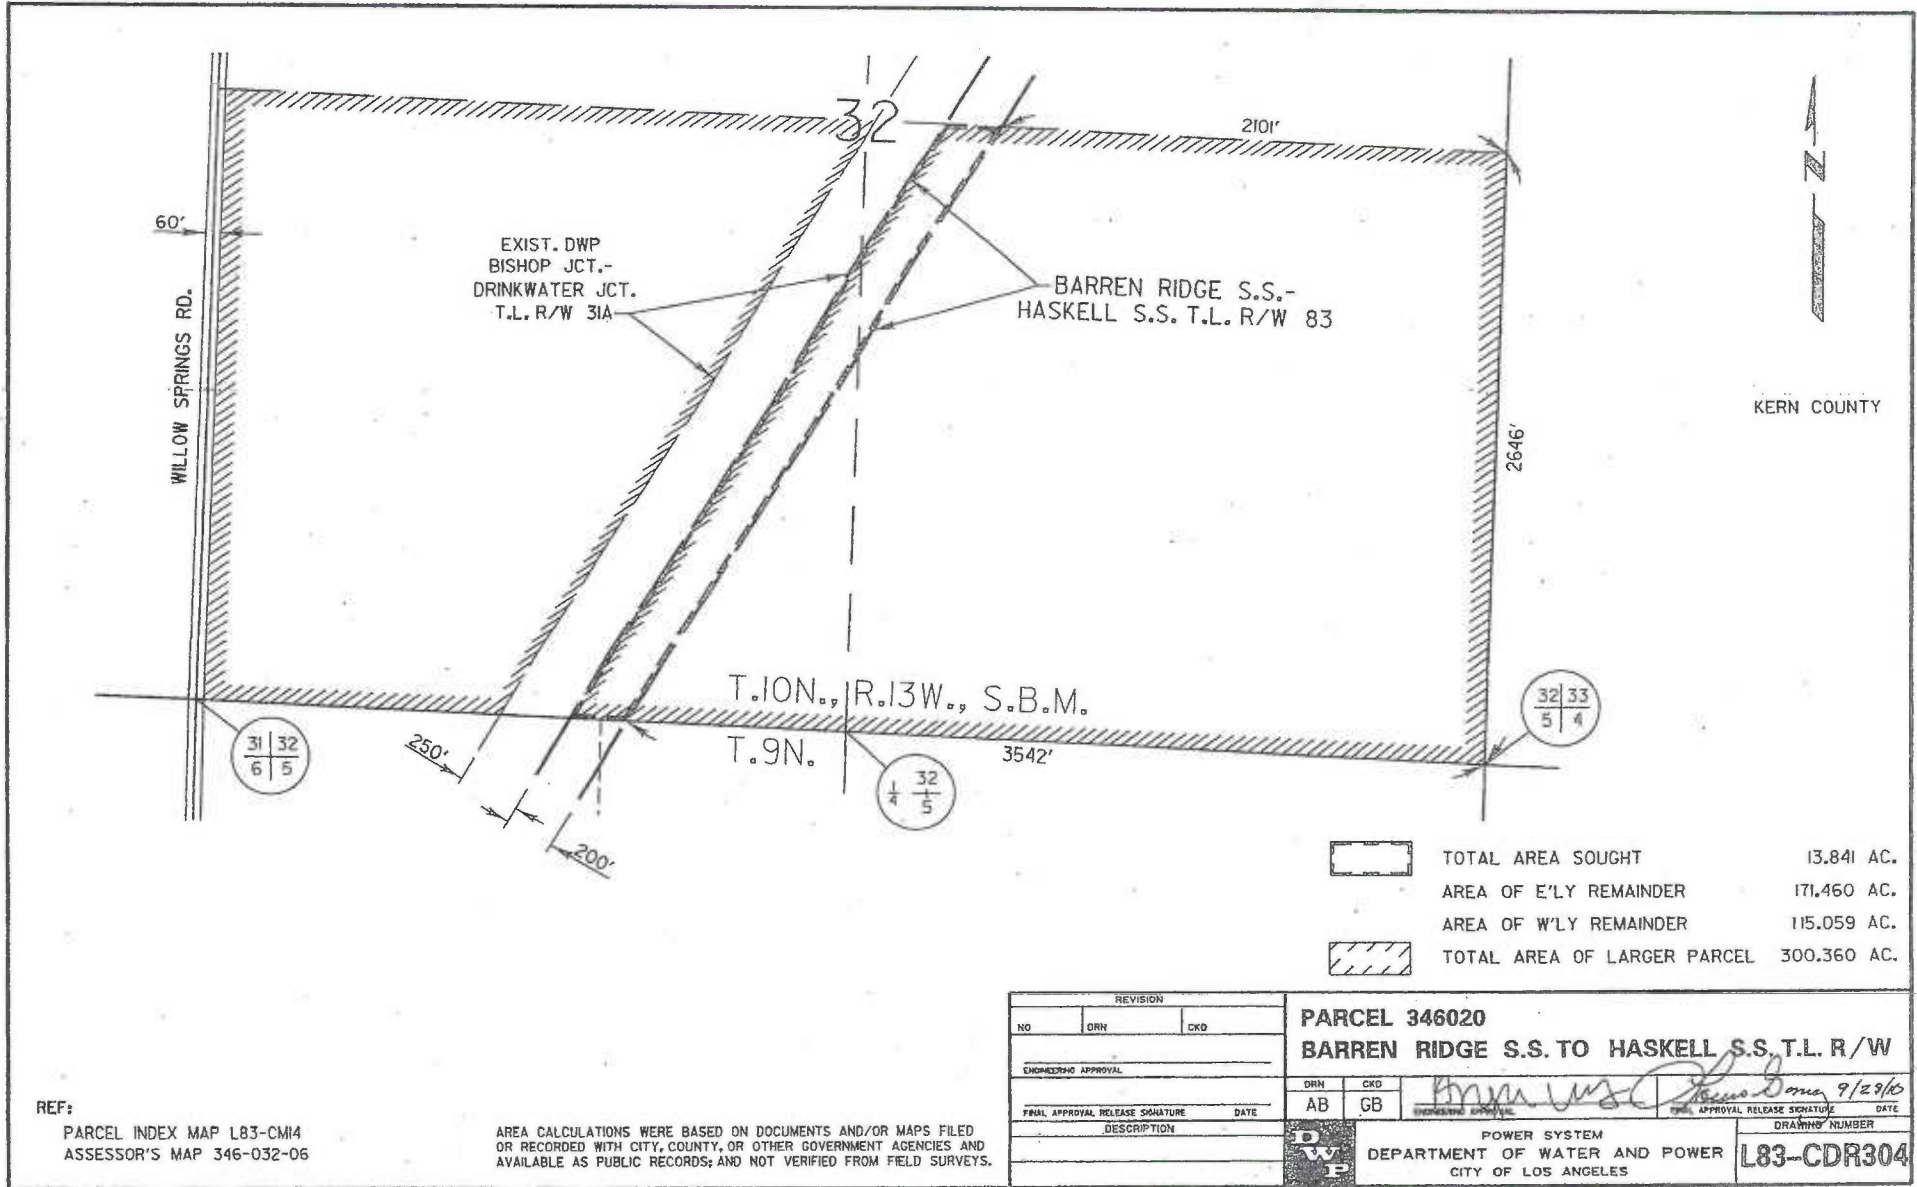 32
2101'
60'
N
EXIST. DWP
BISHOP JCT.-
DRINKWATER JCT.
T.L. R/W 31A
BARREN RIDGE S.S.-
HASKELL S.S. T.L. R/W 83
WILLOW SPRINGS RD.
KERN COUNTY
2646'
T.10N., R.13W., S.B.M.
T.9N.
3542'
31 32
6 5
1/4 32
5
32 33
5 4
250'
200'
TOTAL AREA SOUGHT 13.841 AC.
AREA OF E'LY REMAINDER 171.460 AC.
AREA OF W'LY REMAINDER 115.059 AC.
TOTAL AREA OF LARGER PARCEL 300.360 AC.
REVISION
NO DRN CKD
ENGINEERING APPROVAL
FINAL APPROVAL RELEASE SIGNATURE DATE
DESCRIPTION
PARCEL 346020
BARREN RIDGE S.S. TO HASKELL S.S. T.L. R/W
DRN CKD
AB GB
9/29/10
ENGINEERING APPROVAL
FINAL APPROVAL RELEASE SIGNATURE DATE
DWP
POWER SYSTEM
DEPARTMENT OF WATER AND POWER
CITY OF LOS ANGELES
DRAWING NUMBER
L83-CDR304
REF:
PARCEL INDEX MAP L83-CM14
ASSESSOR'S MAP 346-032-06
AREA CALCULATIONS WERE BASED ON DOCUMENTS AND/OR MAPS FILED
OR RECORDED WITH CITY, COUNTY, OR OTHER GOVERNMENT AGENCIES AND
AVAILABLE AS PUBLIC RECORDS; AND NOT VERIFIED FROM FIELD SURVEYS.